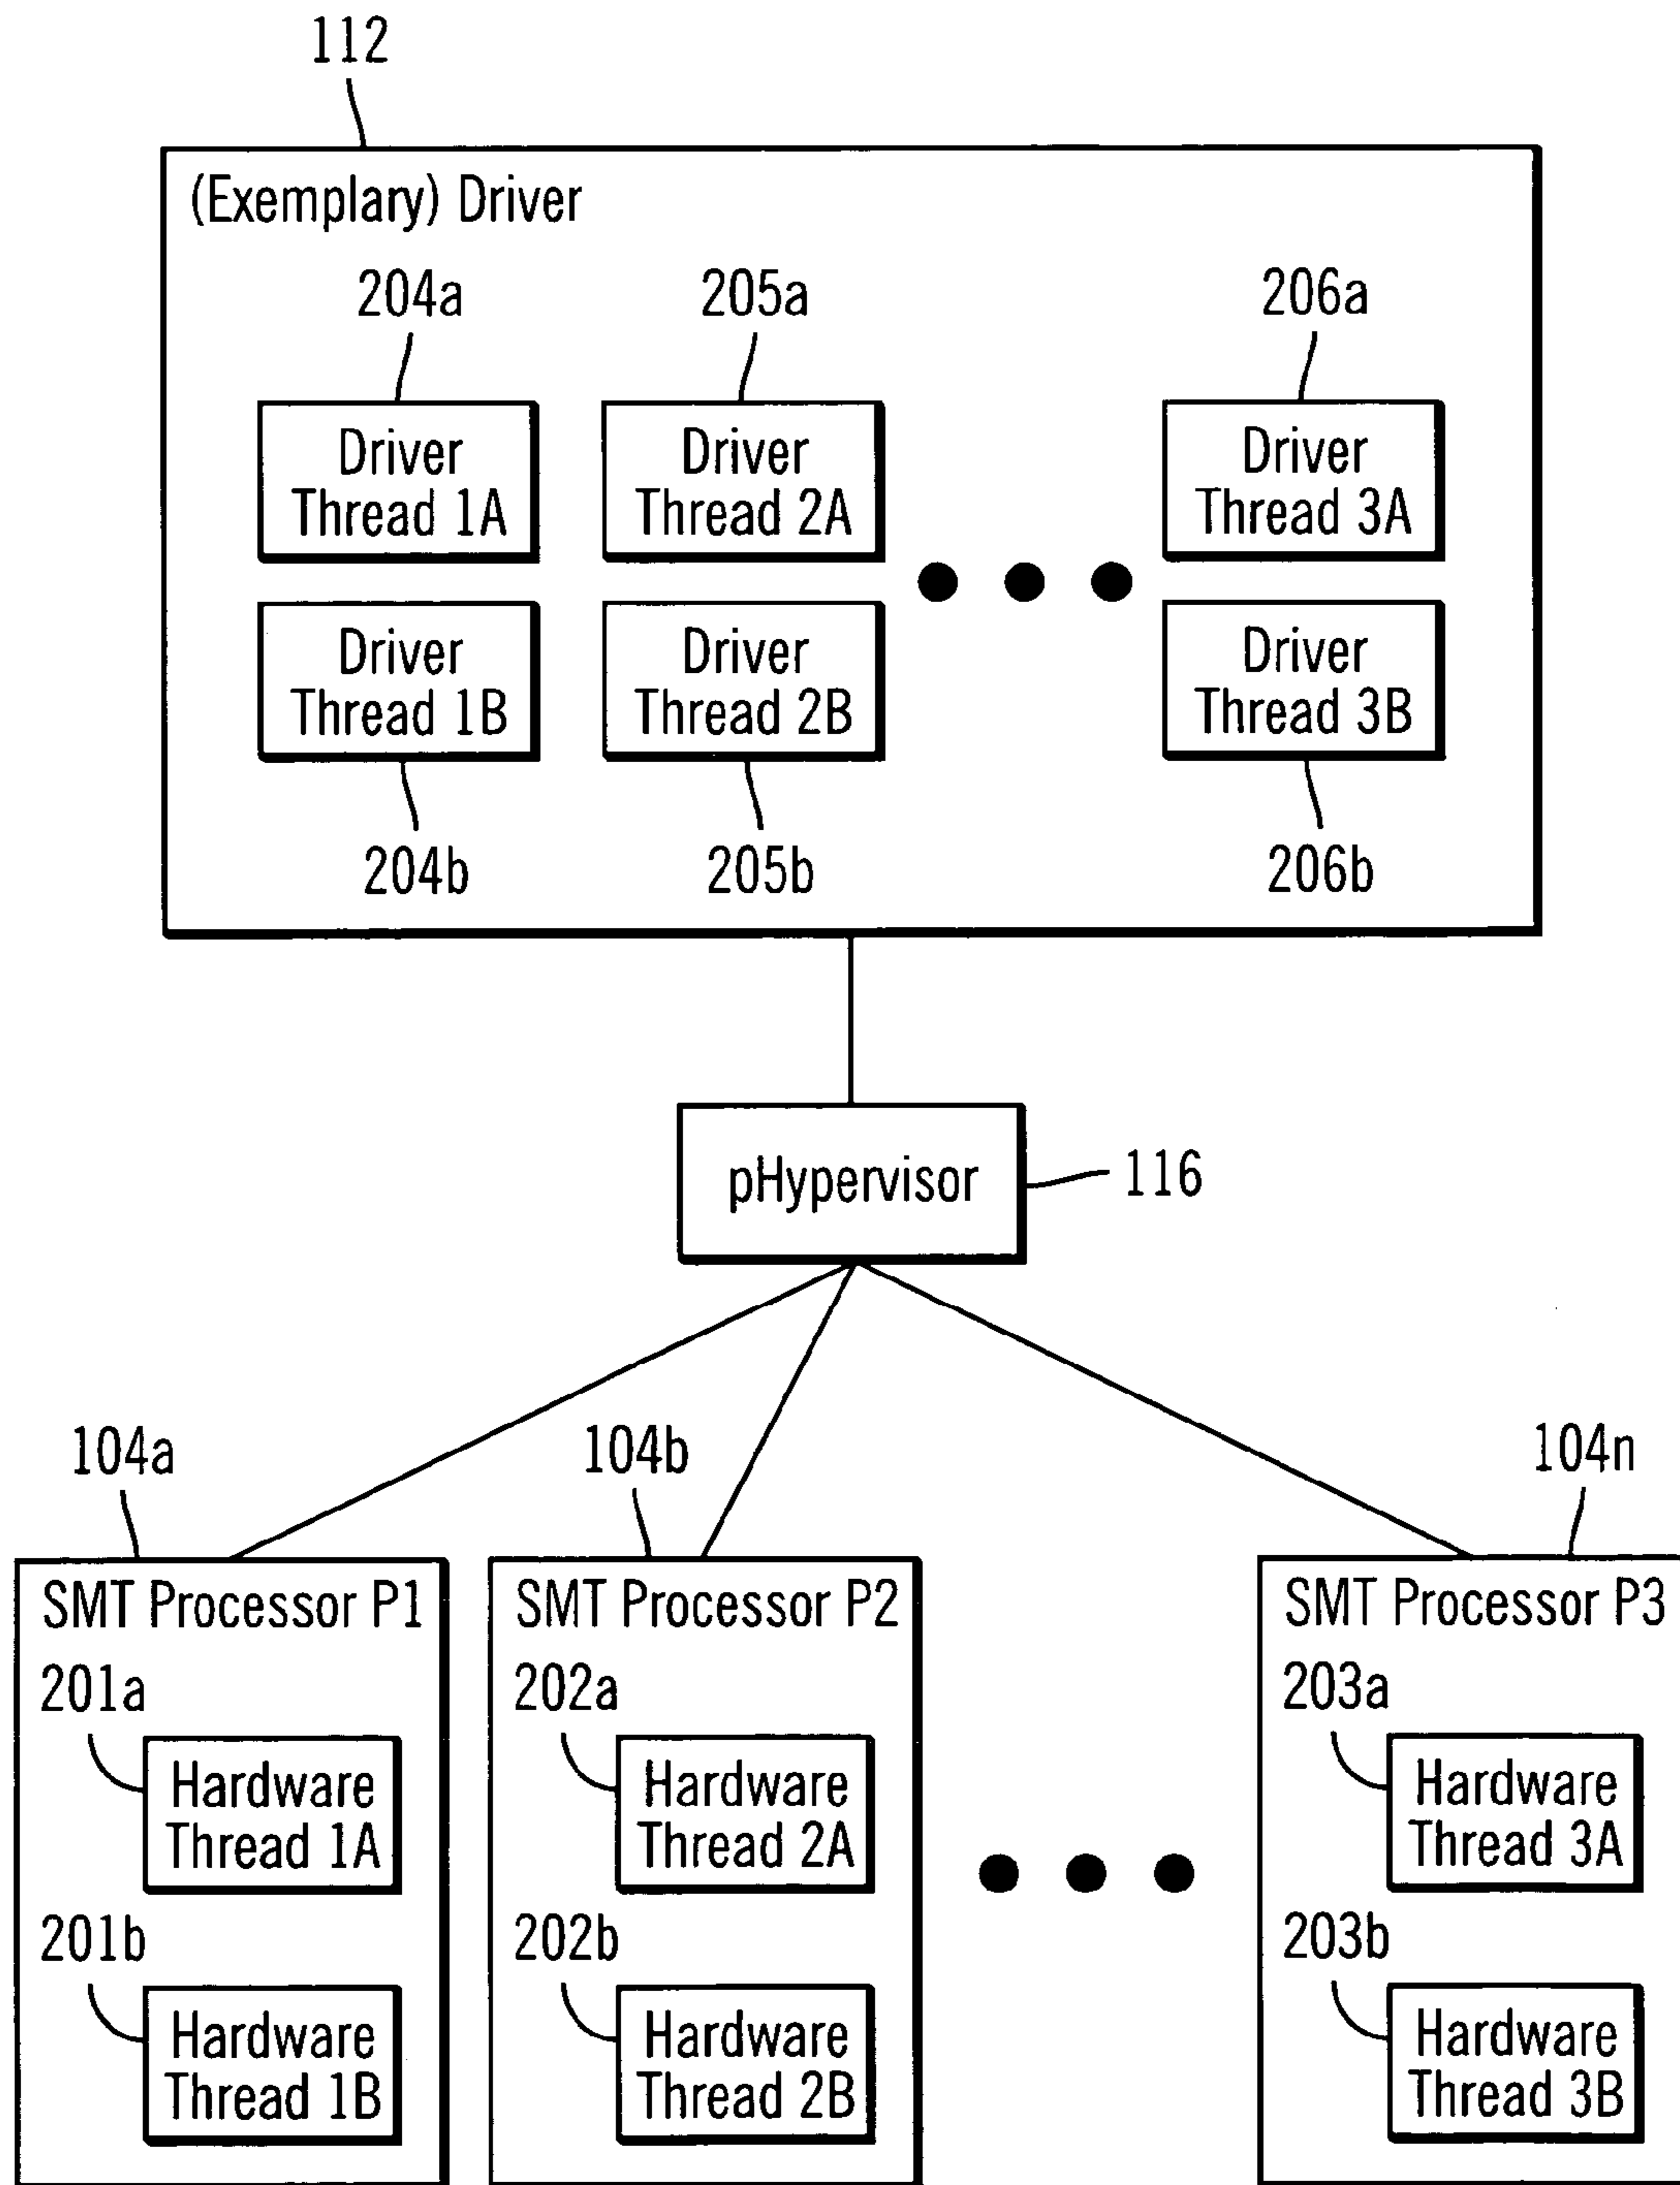 112
(Exemplary) Driver
204a 205a 206a
Driver Thread 1A
Driver Thread 2A
Driver Thread 3A
Driver Thread 1B
Driver Thread 2B
Driver Thread 3B
204b 205b 206b
pHypervisor
116
104a 104b 104n
SMT Processor P1
201a
Hardware
Thread 1A
201b
Hardware
Thread 1B
SMT Processor P2
202a
Hardware
Thread 2A
202b
Hardware
Thread 2B
SMT Processor P3
203a
Hardware
Thread 3A
203b
Hardware
Thread 3B